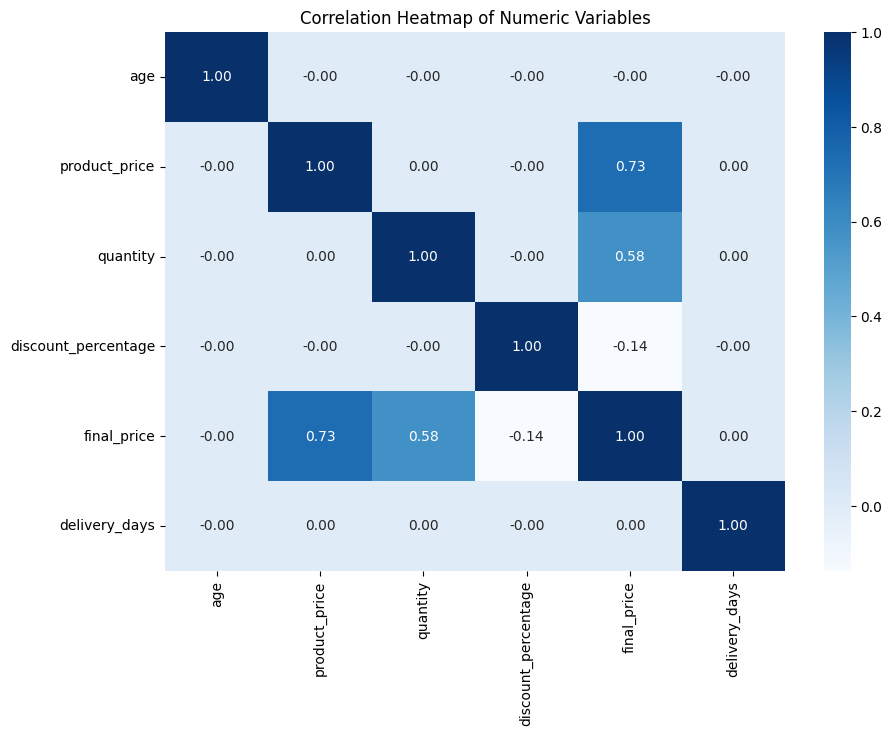 Correlation Heatmap of Numeric Variables
age 1.00 -0.00 -0.00 -0.00 -0.00 -0.00
product_price -0.00 1.00 0.00 -0.00 0.73 0.00
quantity -0.00 0.00 1.00 -0.00 0.58 0.00
discount_percentage -0.00 -0.00 -0.00 1.00 -0.14 -0.00
final_price -0.00 0.73 0.58 -0.14 1.00 0.00
delivery_days -0.00 0.00 0.00 -0.00 0.00 1.00
age
product_price
quantity
discount_percentage
final_price
delivery_days
1.0
0.8
0.6
0.4
0.2
0.0